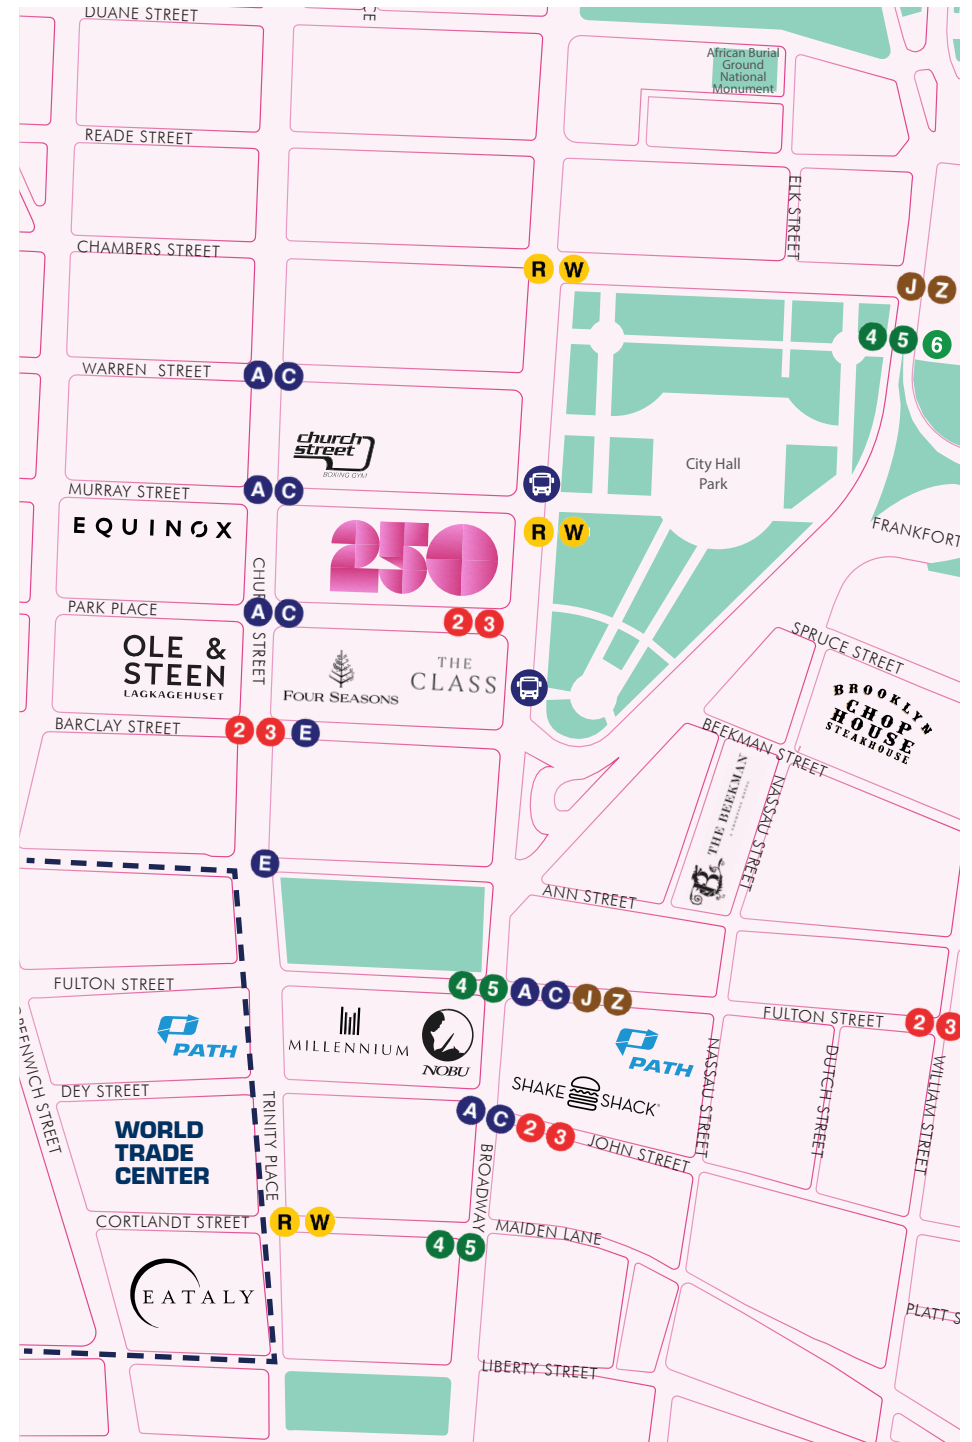 DUANE STREET
CE
African Burial
Ground
National
Monument
READE STREET
ELK STREET
CHAMBERS STREET
R W
J Z
4 5 6
WARREN STREET
A C
church
street
BOXING GYM
City Hall
Park
MURRAY STREET
A C
EQUINOX
250
R W
FRANKFORT
CHURCH STREET
PARK PLACE
A C
2 3
SPRUCE STREET
OLE &
STEEN
LAGKAGEHUSET
FOUR SEASONS
THE
CLASS
BROOKLYN
CHOP
HOUSE
STEAKHOUSE
BARCLAY STREET
2 3 E
BEEKMAN STREET
THE BEEKMAN
NASSAU STREET
E
ANN STREET
FULTON STREET
4 5 A C J Z
FULTON STREET
2 3
GREENWICH STREET
PATH
MILLENNIUM
NOBU
PATH
NASSAU STREET
DUTCH STREET
WILLIAM STREET
DEY STREET
SHAKE SHACK
A C 2 3
JOHN STREET
WORLD
TRADE
CENTER
TRINITY PLACE
BROADWAY
CORTLANDT STREET
R W
4 5
MAIDEN LANE
EATALY
PLATT S
LIBERTY STREET